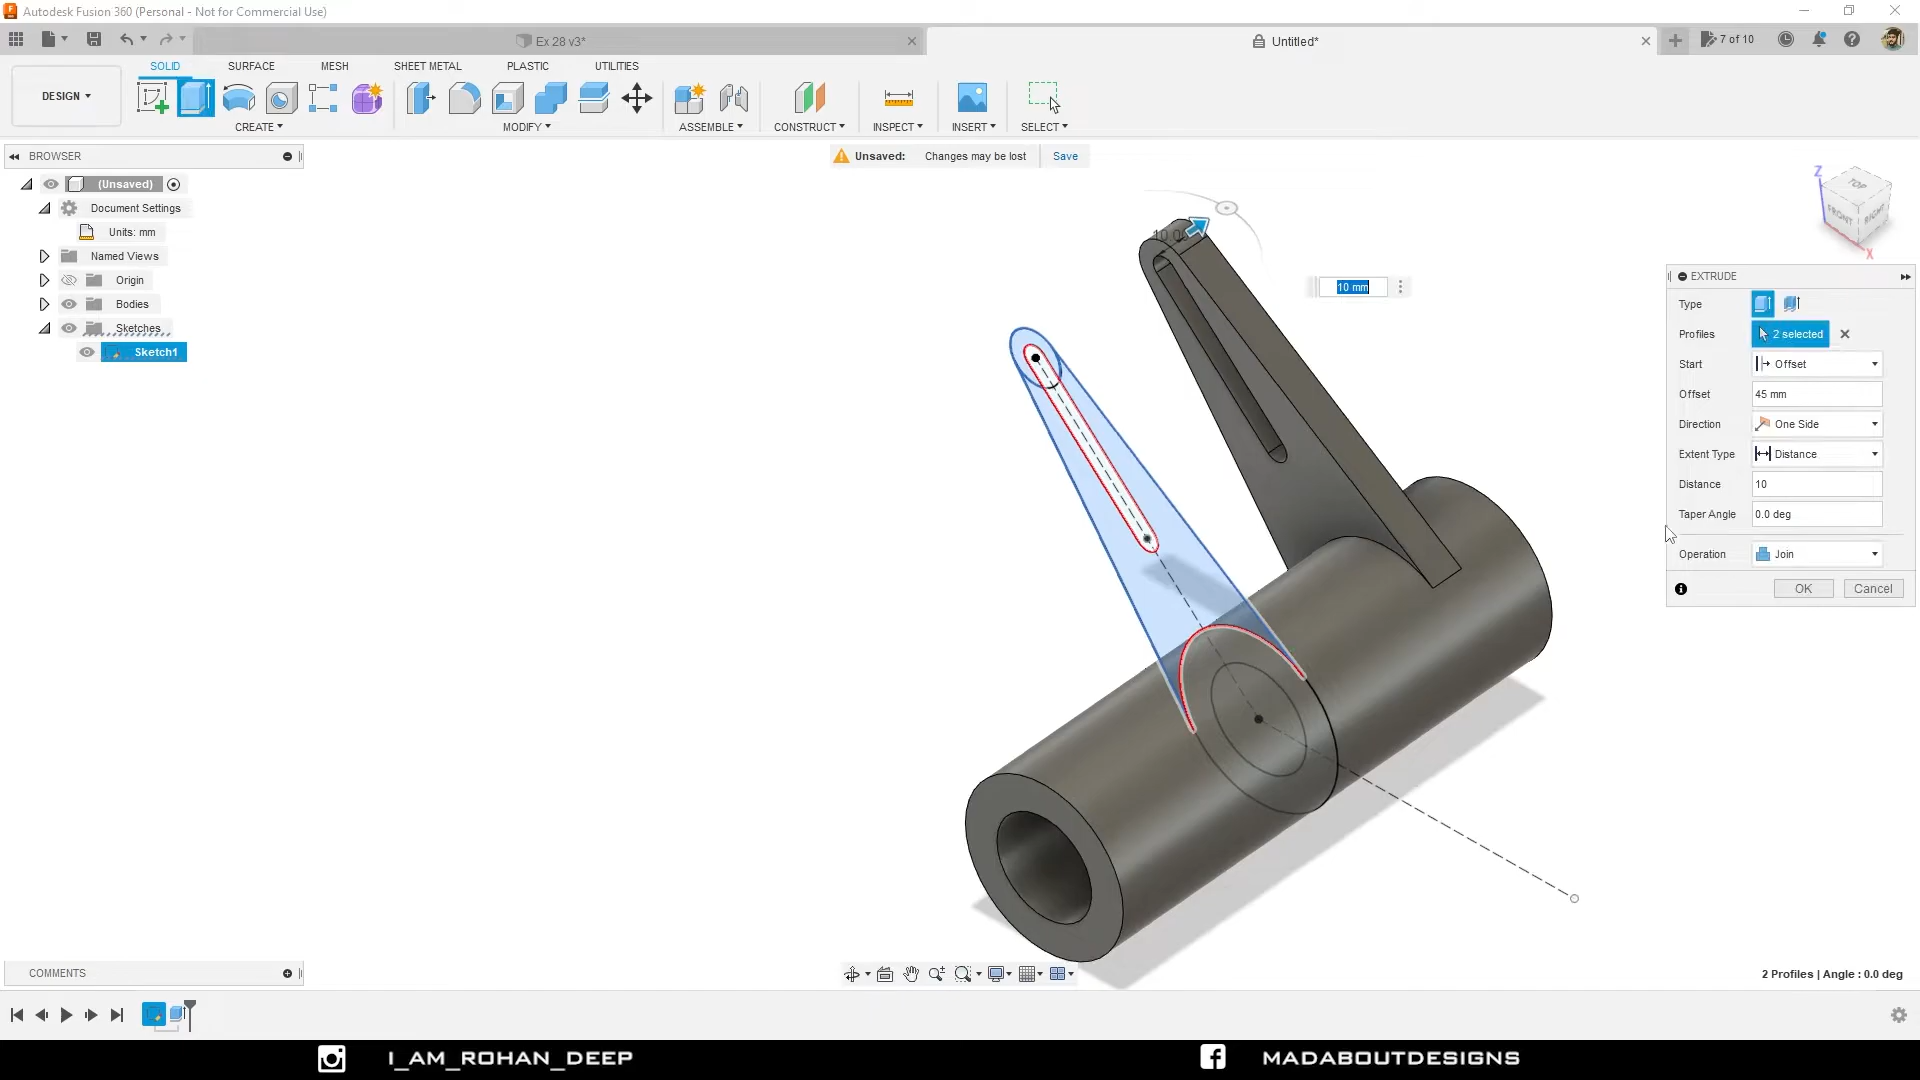 Autodesk Fusion 360 (Personal - Not for Commercial Use)
Ex 28 v3*
Untitled*
7 of 10
DESIGN
SOLID
SURFACE
MESH
SHEET METAL
PLASTIC
UTILITIES
CREATE
MODIFY
ASSEMBLE
CONSTRUCT
INSPECT
INSERT
SELECT
BROWSER
Unsaved: Changes may be lost Save
(Unsaved)
Document Settings
Units: mm
Named Views
Origin
Bodies
Sketches
Sketch1
10 mm
TOP
FRONT
RIGHT
Z
X
EXTRUDE
Type
Profiles 2 selected
Start Offset
Offset 45 mm
Direction One Side
Extent Type Distance
Distance 10
Taper Angle 0.0 deg
Operation Join
OK Cancel
COMMENTS
2 Profiles | Angle : 0.0 deg
I_AM_ROHAN_DEEP
MADABOUTDESIGNS